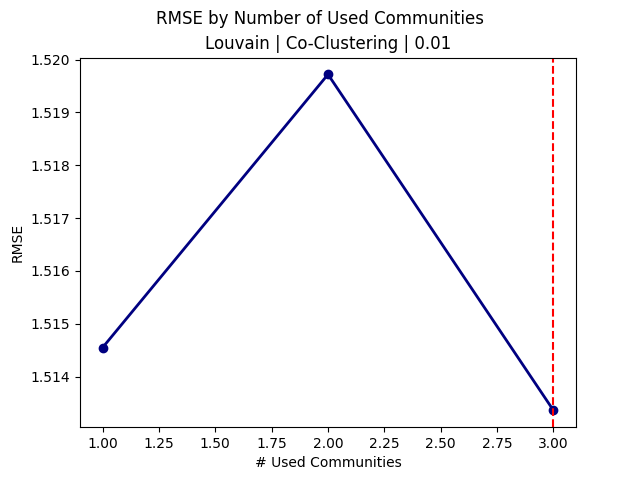 RMSE by Number of Used Communities
Louvain | Co-Clustering | 0.01
1.520
1.519
1.518
1.517
1.516
1.515
1.514
RMSE
1.00 1.25 1.50 1.75 2.00 2.25 2.50 2.75 3.00
# Used Communities